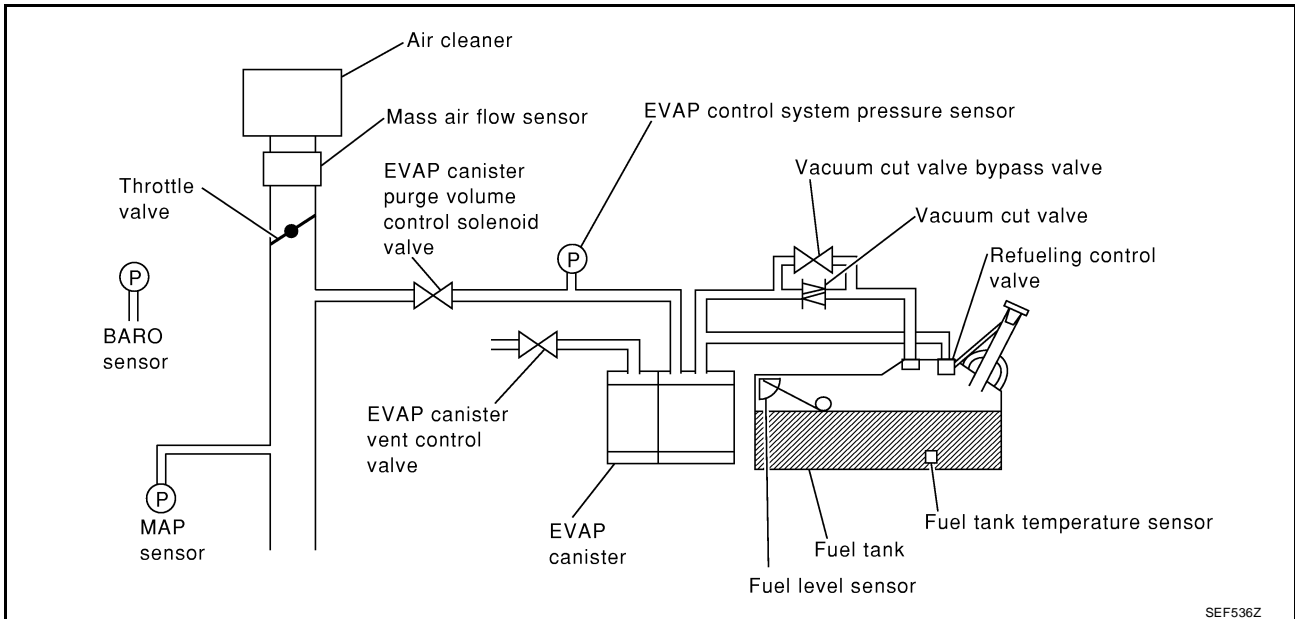 Air cleaner
Mass air flow sensor
EVAP control system pressure sensor
Throttle
valve
EVAP canister
purge volume
control solenoid
valve
Vacuum cut valve bypass valve
Vacuum cut valve
Refueling control
valve
P
P
BARO
sensor
EVAP canister
vent control
valve
P
MAP
sensor
EVAP
canister
Fuel tank temperature sensor
Fuel tank
Fuel level sensor
SEF536Z